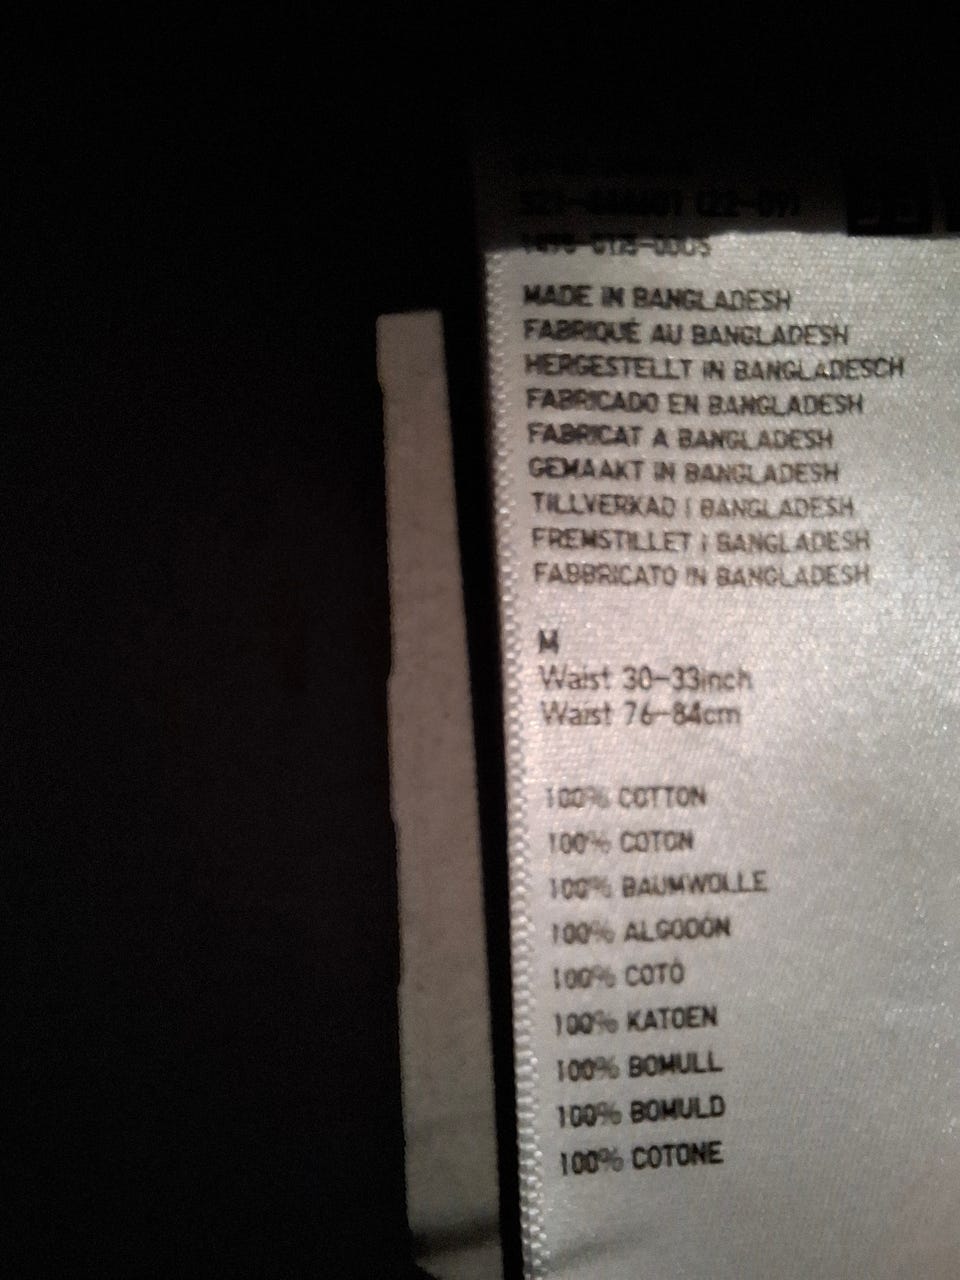 MADE IN BANGLADESH
FABRIQUÉ AU BANGLADESH
HERGESTELLT IN BANGLADESCH
FABRICADO EN BANGLADESH
FABRICAT A BANGLADESH
GEMAAKT IN BANGLADESH
TILLVERKAD I BANGLADESH
FREMSTILLET i BANGLADESH
FABBRICATO IN BANGLADESH
M
Waist 30-33inch
Waist 76-84cm
100% COTTON
100% COTON
100% BAUMWOLLE
100% ALGODÓN
100% COTÓ
100% KATOEN
100% BOMULL
100% BOMULD
100% COTONE